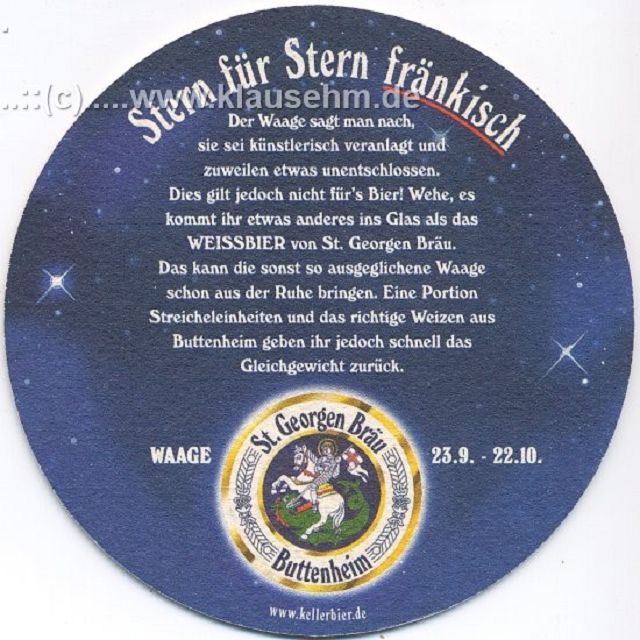 Stern für Stern fränkisch
..::(c).....www.klausehm.de
Der Waage sagt man nach,
sie sei künstlerisch veranlagt und
zuweilen etwas unentschlossen.
Dies gilt jedoch nicht für's Bier! Wehe, es
kommt ihr etwas anderes ins Glas als das
WEISSBIER von St. Georgen Bräu.
Das kann die sonst so ausgeglichene Waage
schon aus der Ruhe bringen. Eine Portion
Streicheleinheiten und das richtige Weizen aus
Buttenheim geben ihr jedoch schnell das
Gleichgewicht zurück.
St. Georgen Bräu
WAAGE
23.9. - 22.10.
Buttenheim
www.kellerbier.de